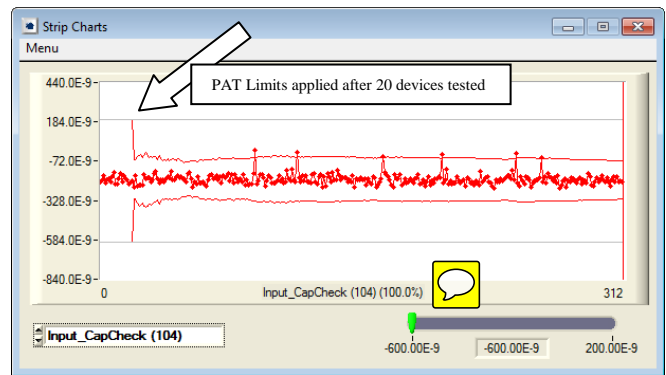 Strip Charts
Menu
PAT Limits applied after 20 devices tested
440.0E-9
184.0E-9
-72.0E-9
-328.0E-9
-584.0E-9
-840.0E-9
0
Input_CapCheck (104) (100.0%)
312
Input_CapCheck (104)
-600.00E-9
-600.00E-9
200.00E-9